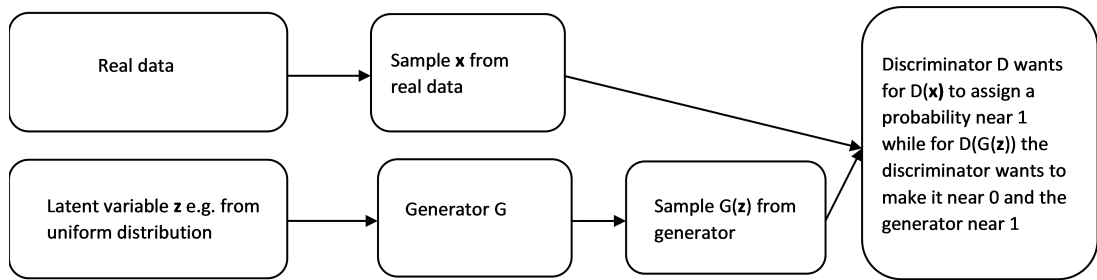 Real data
Sample x from
real data
Latent variable z e.g. from
uniform distribution
Generator G
Sample G(z) from
generator
Discriminator D wants
for D(x) to assign a
probability near 1
while for D(G(z)) the
discriminator wants to
make it near 0 and the
generator near 1